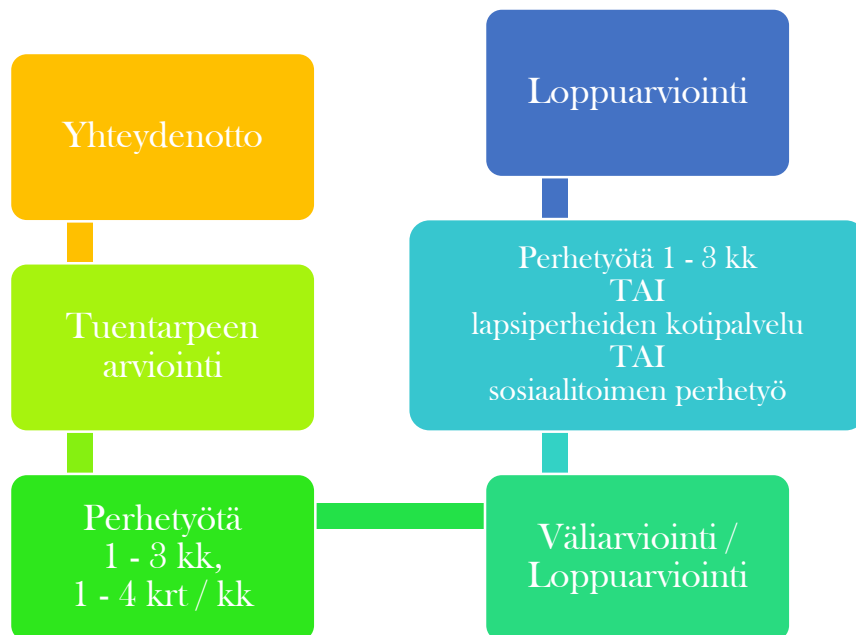 Yhteydenotto
Tuentarpeen
arviointi
Perhetyötä
1 - 3 kk,
1 - 4 krt / kk
Väliarviointi /
Loppuarviointi
Perhetyötä 1 - 3 kk
TAI
lapsiperheiden kotipalvelu
TAI
sosiaalitoimen perhetyö
Loppuarviointi